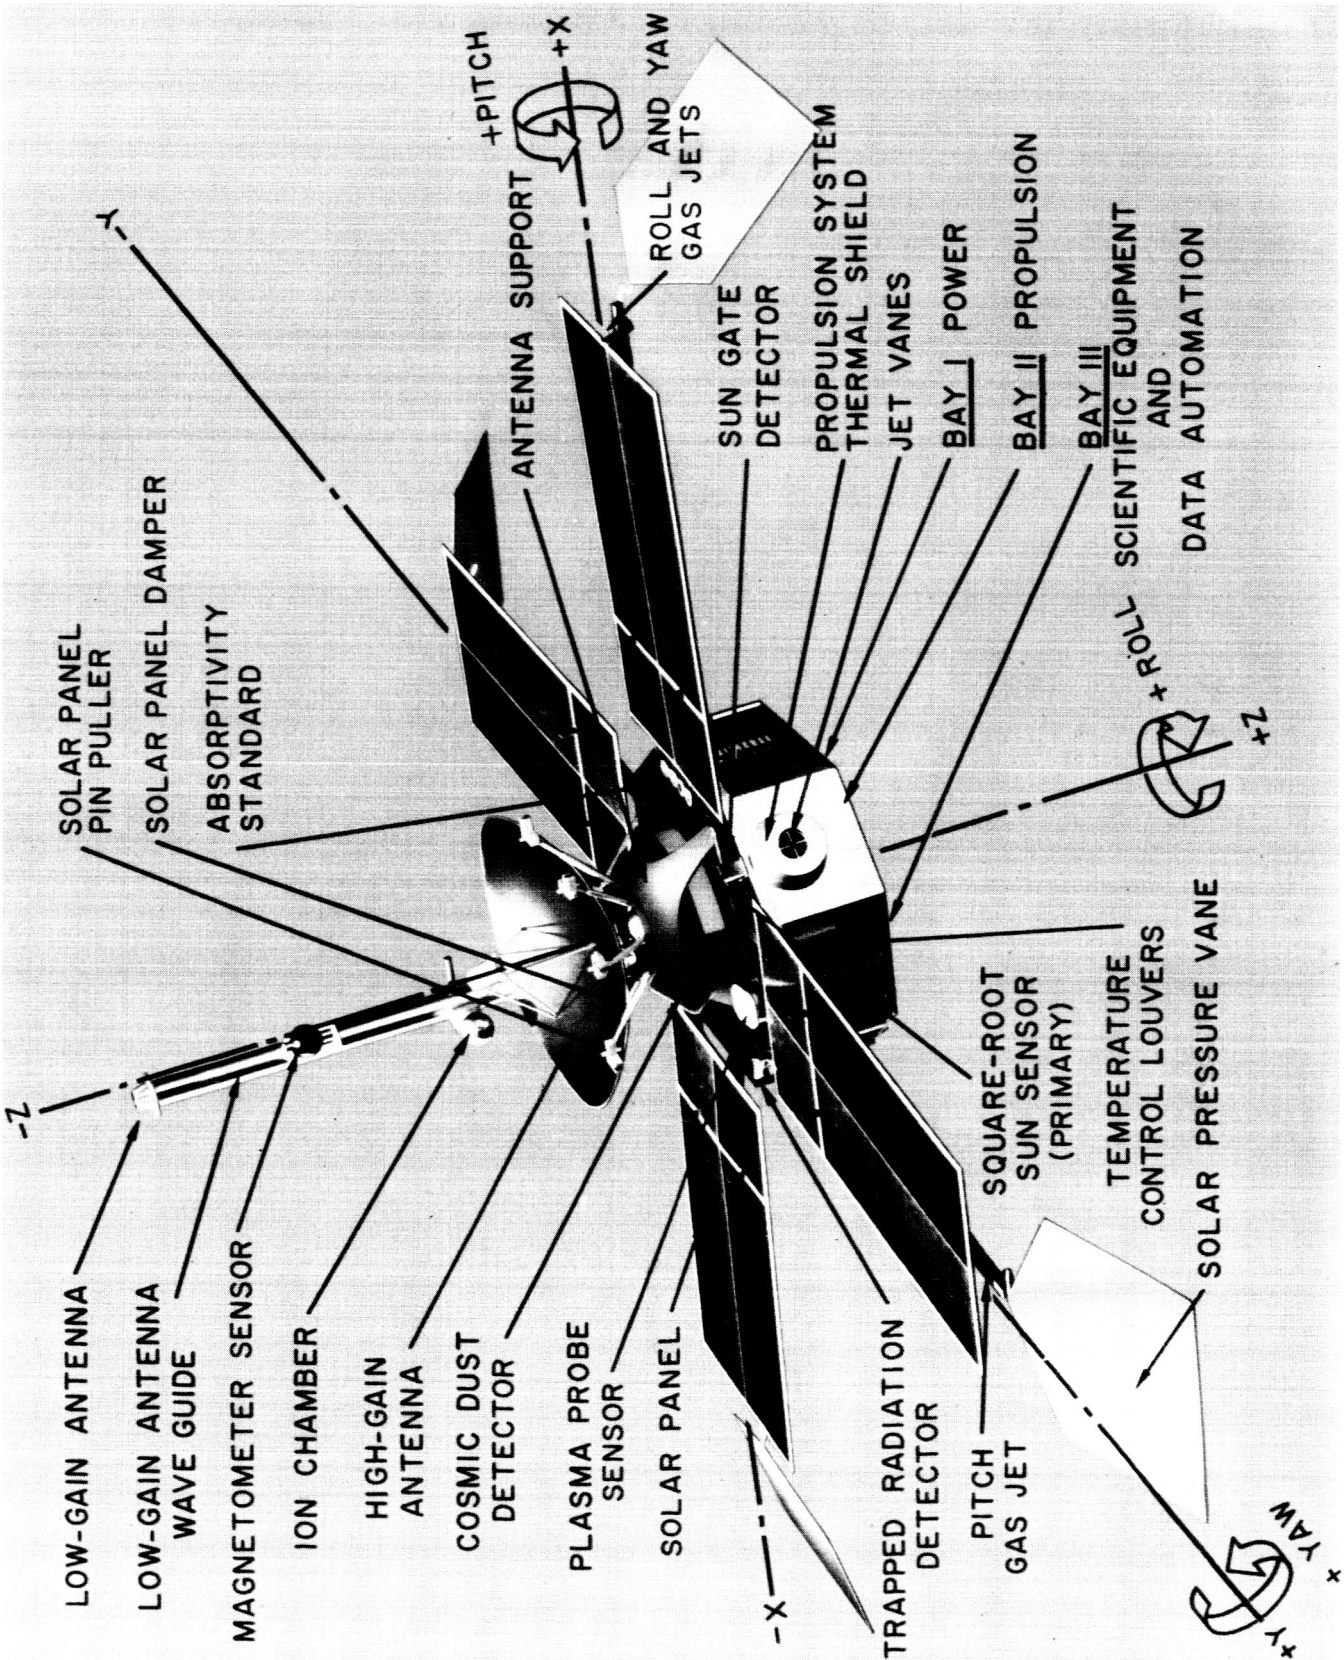 LOW-GAIN ANTENNA
LOW-GAIN ANTENNA
WAVE GUIDE
MAGNETOMETER SENSOR
ION CHAMBER
HIGH-GAIN
ANTENNA
COSMIC DUST
DETECTOR
PLASMA PROBE
SENSOR
SOLAR PANEL
-X
TRAPPED RADIATION
DETECTOR
PITCH
GAS JET
+Y
+ YAW
-Z
SOLAR PANEL
PIN PULLER
SOLAR PANEL DAMPER
ABSORPTIVITY
STANDARD
Y
+PITCH
+X
ANTENNA SUPPORT
ROLL AND YAW
GAS JETS
SUN GATE
DETECTOR
PROPULSION SYSTEM
THERMAL SHIELD
JET VANES
BAY I POWER
BAY II PROPULSION
BAY III
SCIENTIFIC EQUIPMENT
AND
DATA AUTOMATION
+ROLL
+Z
SQUARE-ROOT
SUN SENSOR
(PRIMARY)
TEMPERATURE
CONTROL LOUVERS
SOLAR PRESSURE VANE